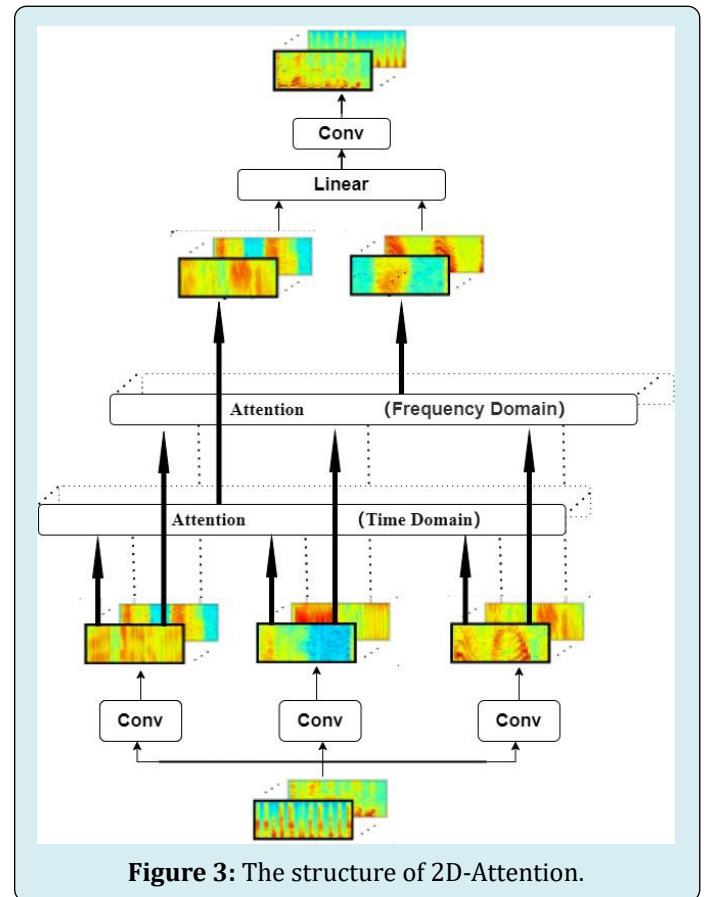 Conv
Linear
Attention (Frequency Domain)
Attention (Time Domain)
Conv Conv Conv
Figure 3: The structure of 2D-Attention.